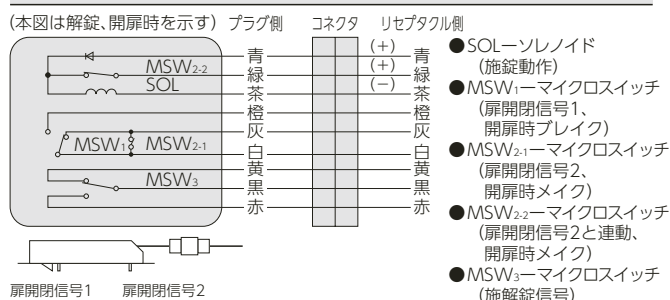 (本図は解錠、開扉時を示す) プラグ側 コネクタ リセプタクル側
青 (+) 青
MSW2-2 緑 (+) 緑
SOL 茶 (−) 茶
橙 橙
灰 灰
MSW1 MSW2-1
白 白
黄 黄
MSW3 黒 黒
赤 赤
扉開閉信号1 扉開閉信号2
●SOLーソレノイド
(施錠動作)
●MSW1ーマイクロスイッチ
(扉開閉信号1、
開扉時ブレイク)
●MSW2-1ーマイクロスイッチ
(扉開閉信号2、
開扉時メイク)
●MSW2-2ーマイクロスイッチ
(扉開閉信号2と連動、
開扉時メイク)
●MSW3ーマイクロスイッチ
(施解錠信号)